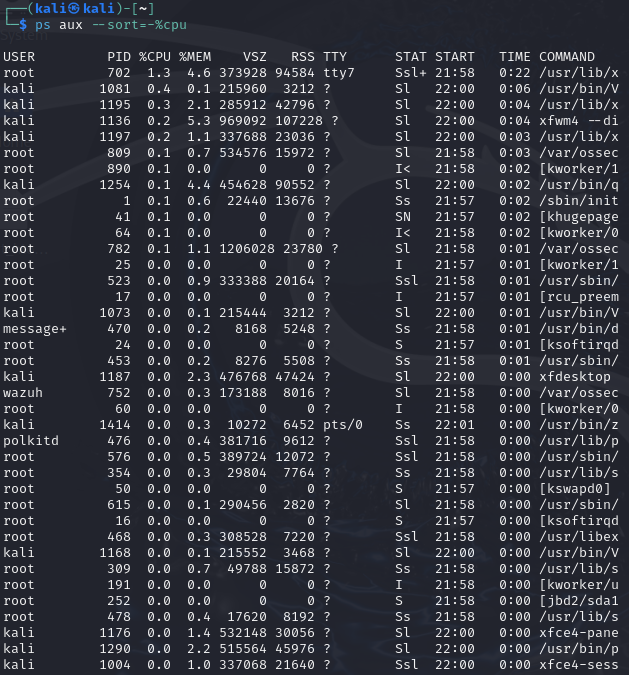 ┌──(kali㉿kali)-[~]
└─$ ps aux --sort=-%cpu
USER PID %CPU %MEM VSZ RSS TTY STAT START TIME COMMAND
root 702 1.3 4.6 373928 94584 tty7 Ssl+ 21:58 0:22 /usr/lib/x
kali 1081 0.4 0.1 215960 3212 ? Sl 22:00 0:06 /usr/bin/V
kali 1195 0.3 2.1 285912 42796 ? Sl 22:00 0:04 /usr/lib/x
kali 1136 0.2 5.3 969092 107228 ? Sl 22:00 0:04 xfwm4 --di
kali 1197 0.2 1.1 337688 23036 ? Sl 22:00 0:03 /usr/lib/x
root 809 0.1 0.7 534576 15972 ? Sl 21:58 0:03 /var/ossec
root 890 0.1 0.0 0 0 ? I< 21:58 0:02 [kworker/1
kali 1254 0.1 4.4 454628 90552 ? Sl 22:00 0:02 /usr/bin/q
root 1 0.1 0.6 22440 13676 ? Ss 21:57 0:02 /sbin/init
root 41 0.1 0.0 0 0 ? SN 21:57 0:02 [khugepage
root 64 0.1 0.0 0 0 ? I< 21:58 0:02 [kworker/0
root 782 0.1 1.1 1206028 23780 ? Sl 21:58 0:01 /var/ossec
root 25 0.0 0.0 0 0 ? I 21:57 0:01 [kworker/1
root 523 0.0 0.9 333388 20164 ? Ssl 21:58 0:01 /usr/sbin/
root 17 0.0 0.0 0 0 ? I 21:57 0:01 [rcu_preem
kali 1073 0.0 0.1 215444 3212 ? Sl 22:00 0:01 /usr/bin/V
message+ 470 0.0 0.2 8168 5248 ? Ss 21:58 0:01 /usr/bin/d
root 24 0.0 0.0 0 0 ? S 21:57 0:01 [ksoftirqd
root 453 0.0 0.2 8276 5508 ? Ss 21:58 0:01 /usr/sbin/
kali 1187 0.0 2.3 476768 47424 ? Sl 22:00 0:00 xfdesktop
wazuh 752 0.0 0.3 173188 8016 ? Sl 21:58 0:00 /var/ossec
root 60 0.0 0.0 0 0 ? I 21:58 0:00 [kworker/0
kali 1414 0.0 0.3 10272 6452 pts/0 Ss 22:01 0:00 /usr/bin/z
polkitd 476 0.0 0.4 381716 9612 ? Ssl 21:58 0:00 /usr/lib/p
root 576 0.0 0.5 389724 12072 ? Ssl 21:58 0:00 /usr/sbin/
root 354 0.0 0.3 29804 7764 ? Ss 21:58 0:00 /usr/lib/s
root 50 0.0 0.0 0 0 ? S 21:57 0:00 [kswapd0]
root 615 0.0 0.1 290456 2820 ? Sl 21:58 0:00 /usr/sbin/
root 16 0.0 0.0 0 0 ? S 21:57 0:00 [ksoftirqd
root 468 0.0 0.3 308528 7220 ? Ssl 21:58 0:00 /usr/libex
kali 1168 0.0 0.1 215552 3468 ? Sl 22:00 0:00 /usr/bin/V
root 309 0.0 0.7 49788 15872 ? Ss 21:58 0:00 /usr/lib/s
root 191 0.0 0.0 0 0 ? I 21:58 0:00 [kworker/u
root 252 0.0 0.0 0 0 ? S 21:58 0:00 [jbd2/sda1
root 478 0.0 0.4 17620 8192 ? Ss 21:58 0:00 /usr/lib/s
kali 1176 0.0 1.4 532148 30056 ? Sl 22:00 0:00 xfce4-pane
kali 1290 0.0 2.2 515564 45976 ? Sl 22:00 0:00 /usr/bin/p
kali 1004 0.0 1.0 337068 21640 ? Ssl 22:00 0:00 xfce4-sess